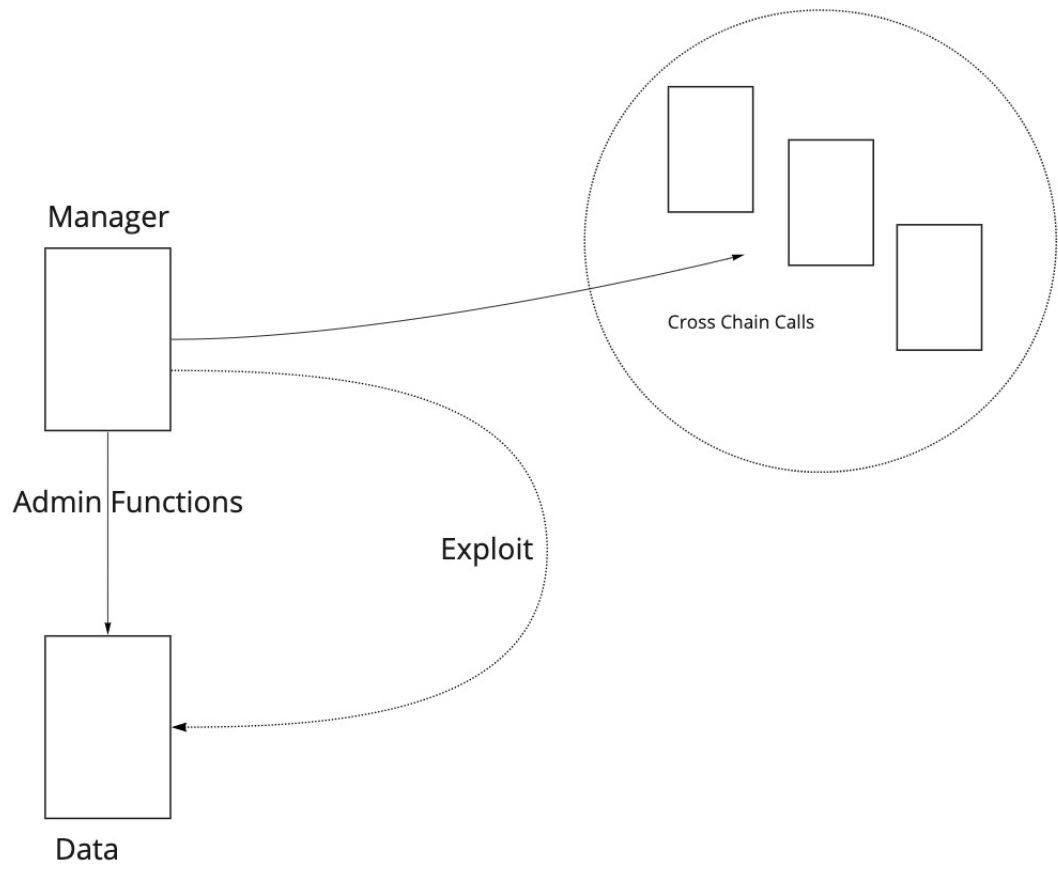 Manager
Cross Chain Calls
Admin Functions
Exploit
Data